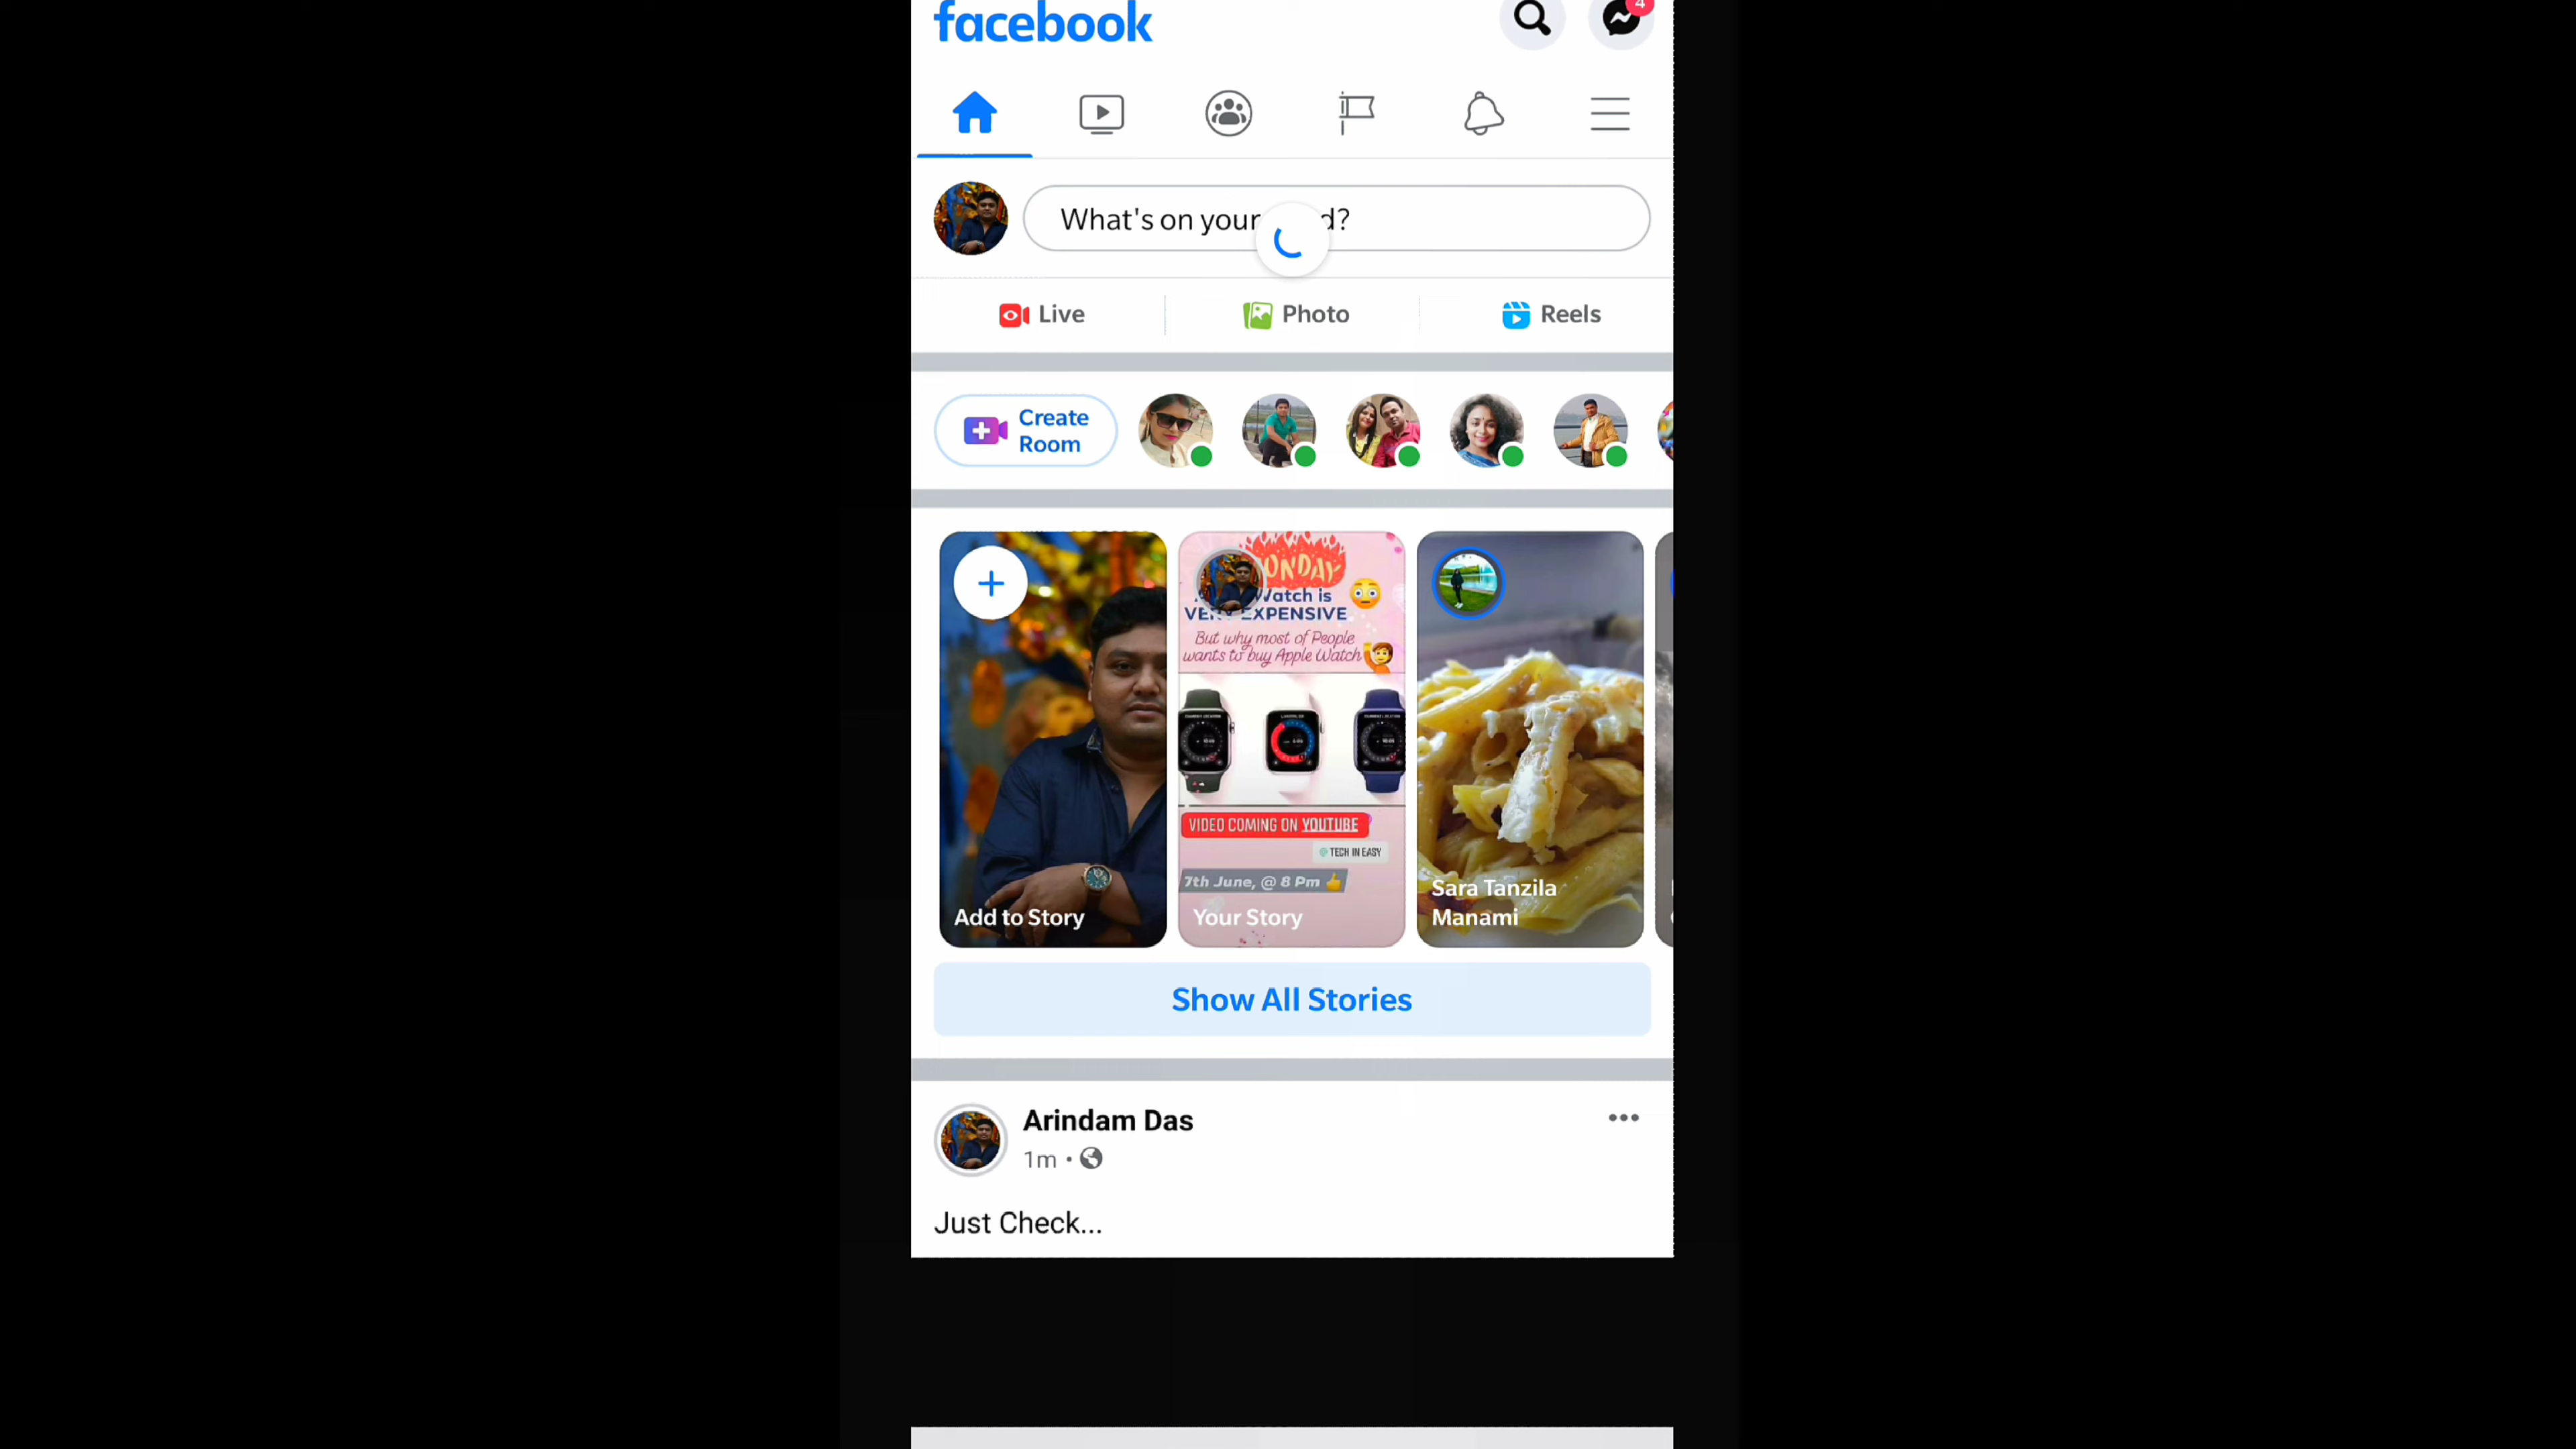 facebook
4
What's on your
d?
Live
Photo
Reels
Create
Room
ONDAY
Watch is
EXPENSIVE
But why most of People
wants to buy Apple Watch
VIDEO COMING ON YOUTUBE
TECH IN EASY
7th June, @ 8 Pm
Add to Story
Your Story
Sara Tanzila
Manami
Show All Stories
Arindam Das
1m
Just Check...